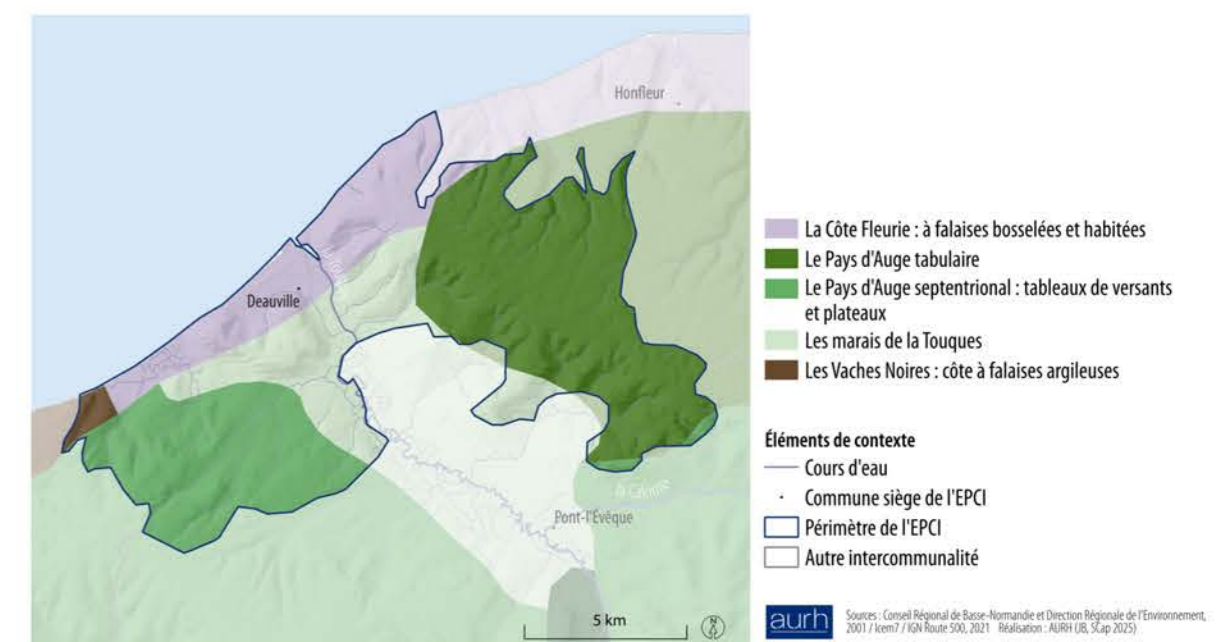 Honfleur
Deauville
la Touques
la Calonne
Pont-l'Évêque
5 km
N
La Côte Fleurie : à falaises bosselées et habitées
Le Pays d'Auge tabulaire
Le Pays d'Auge septentrional : tableaux de versants
et plateaux
Les marais de la Touques
Les Vaches Noires : côte à falaises argileuses
Éléments de contexte
Cours d'eau
Commune siège de l'EPCI
Périmètre de l'EPCI
Autre intercommunalité
aurh
Sources : Conseil Régional de Basse-Normandie et Direction Régionale de l'Environnement,
2001 / Icem7 / IGN Route 500, 2021 Réalisation : AURH (JB, SCap 2025)